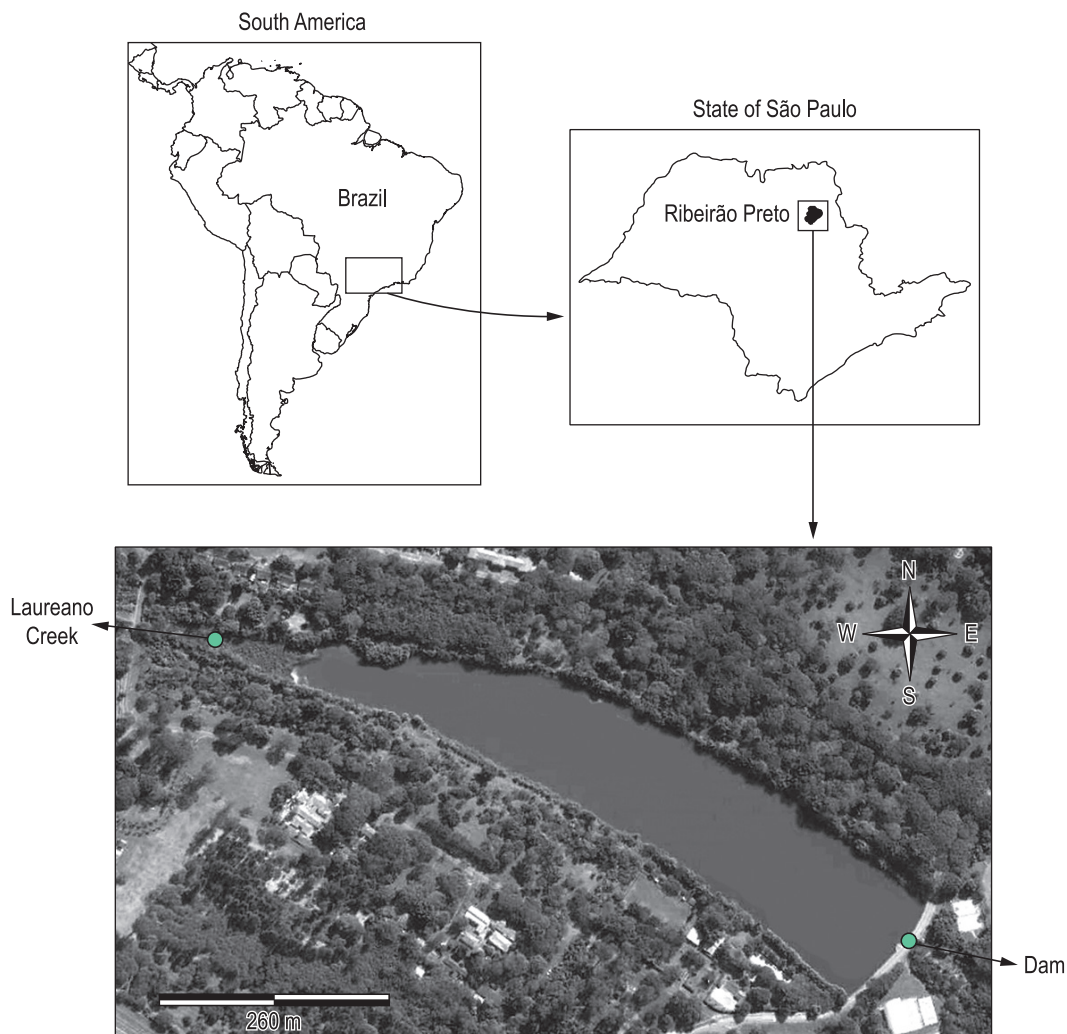 South America
Brazil
State of São Paulo
Ribeirão Preto
Laureano
Creek
N
W
E
S
Dam
260 m